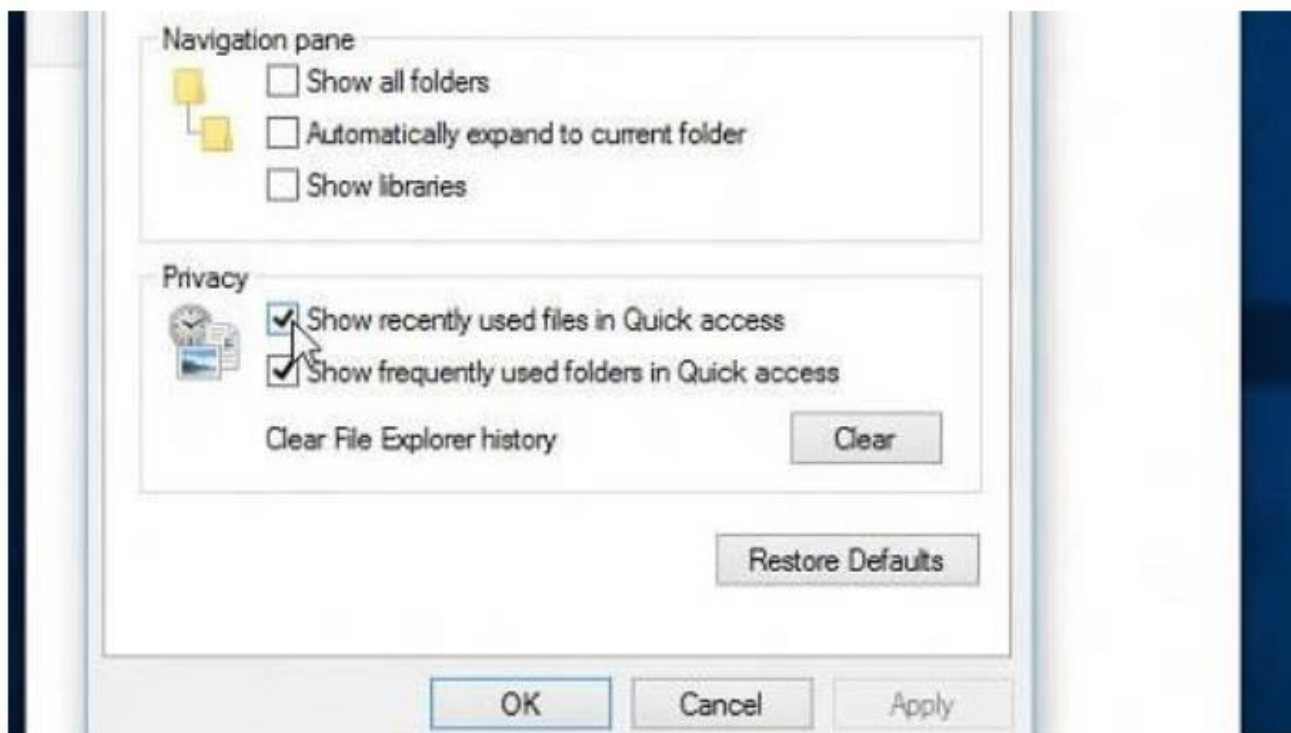 Navigation pane
Show all folders
Automatically expand to current folder
Show libraries
Privacy
Show recently used files in Quick access
Show frequently used folders in Quick access
Clear File Explorer history
Clear
Restore Defaults
OK
Cancel
Apply